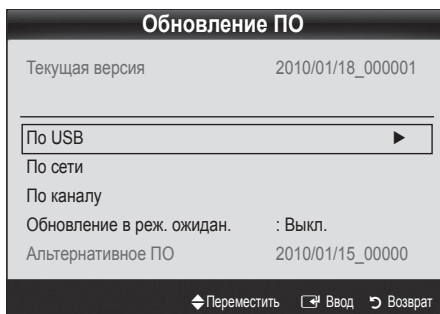 Обновление ПО
Текущая версия 2010/01/18_000001
По USB ▶
По сети
По каналу
Обновление в реж. ожидан. : Выкл.
Альтернативное ПО 2010/01/15_00000
Переместить Ввод Возврат